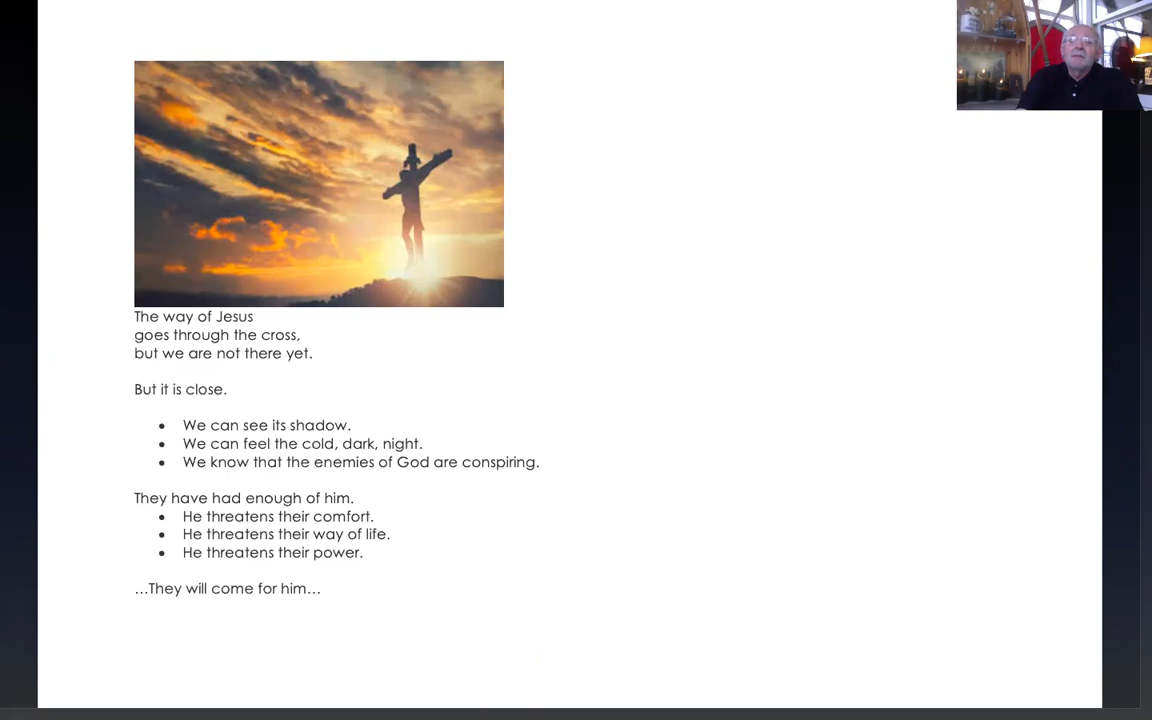 The way of Jesus
goes through the cross,
but we are not there yet.
But it is close.
• We can see its shadow.
• We can feel the cold, dark, night.
• We know that the enemies of God are conspiring.
They have had enough of him.
• He threatens their comfort.
• He threatens their way of life.
• He threatens their power.
…They will come for him…